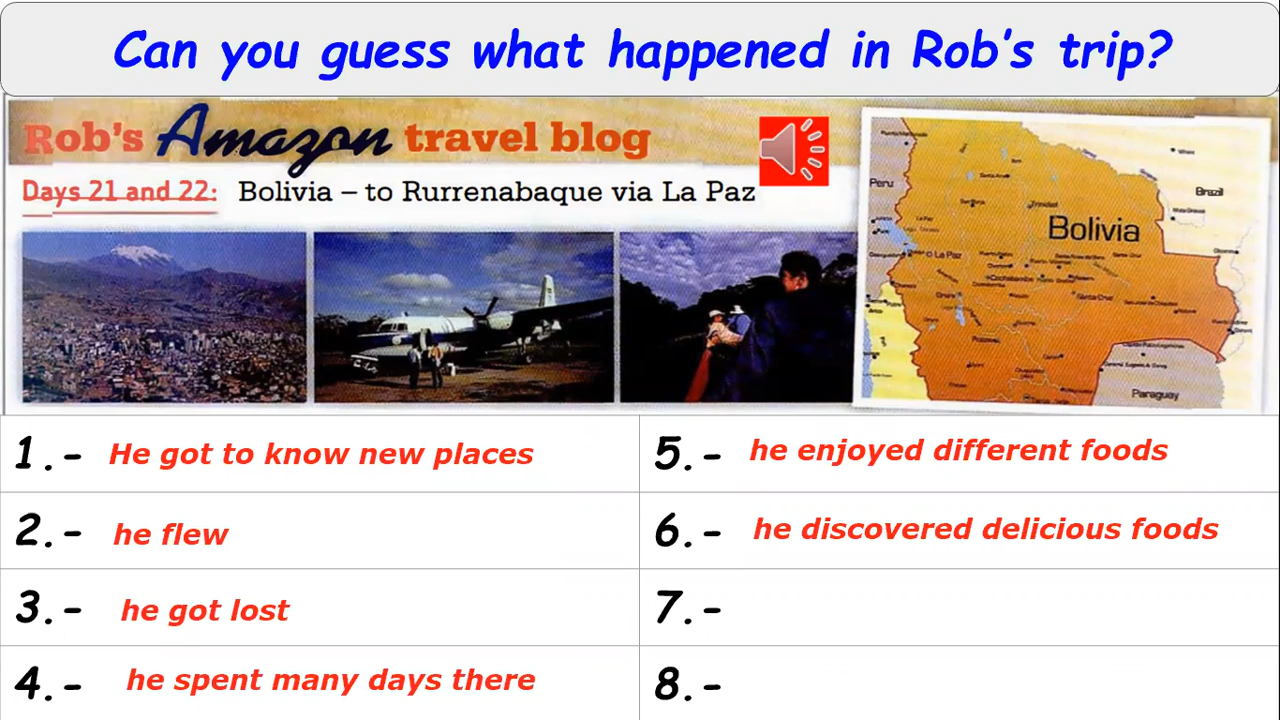 Can you guess what happened in Rob's trip?
Rob's Amazon travel blog
Days 21 and 22: Bolivia – to Rurrenabaque via La Paz
Peru
Brazil
Bolivia
Trinidad
La Paz
Santa Cruz
Paraguay
1.- He got to know new places
2.- he flew
3.- he got lost
4.- he spent many days there
5.- he enjoyed different foods
6.- he discovered delicious foods
7.-
8.-